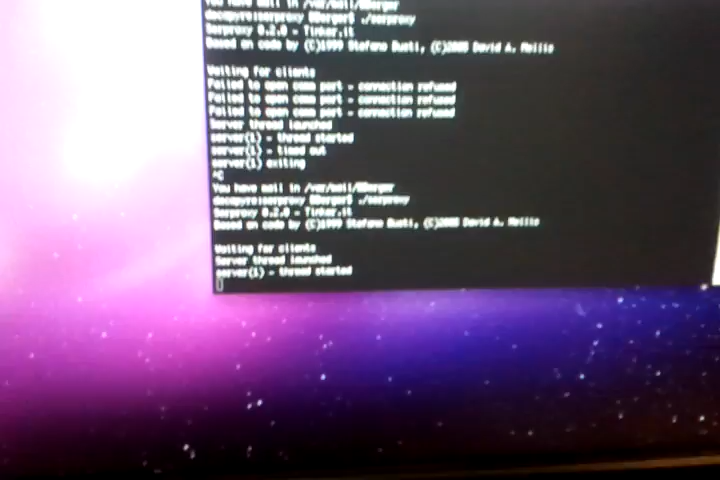 You have mail in /var/mail/
./serproxy
Serproxy 0.2.0 - Tinker.it
Based on code by (C)1999 Stefano Busti, (C)2005 David A. Mellis
Waiting for clients
Failed to open comm port - connection refused
Failed to open comm port - connection refused
Failed to open comm port - connection refused
Server thread launched
server(1) - thread started
server(1) - timed out
server(1) exiting
^C
You have mail in /var/mail/
./serproxy
Serproxy 0.2.0 - Tinker.it
Based on code by (C)1999 Stefano Busti, (C)2005 David A. Mellis
Waiting for clients
Server thread launched
server(1) - thread started